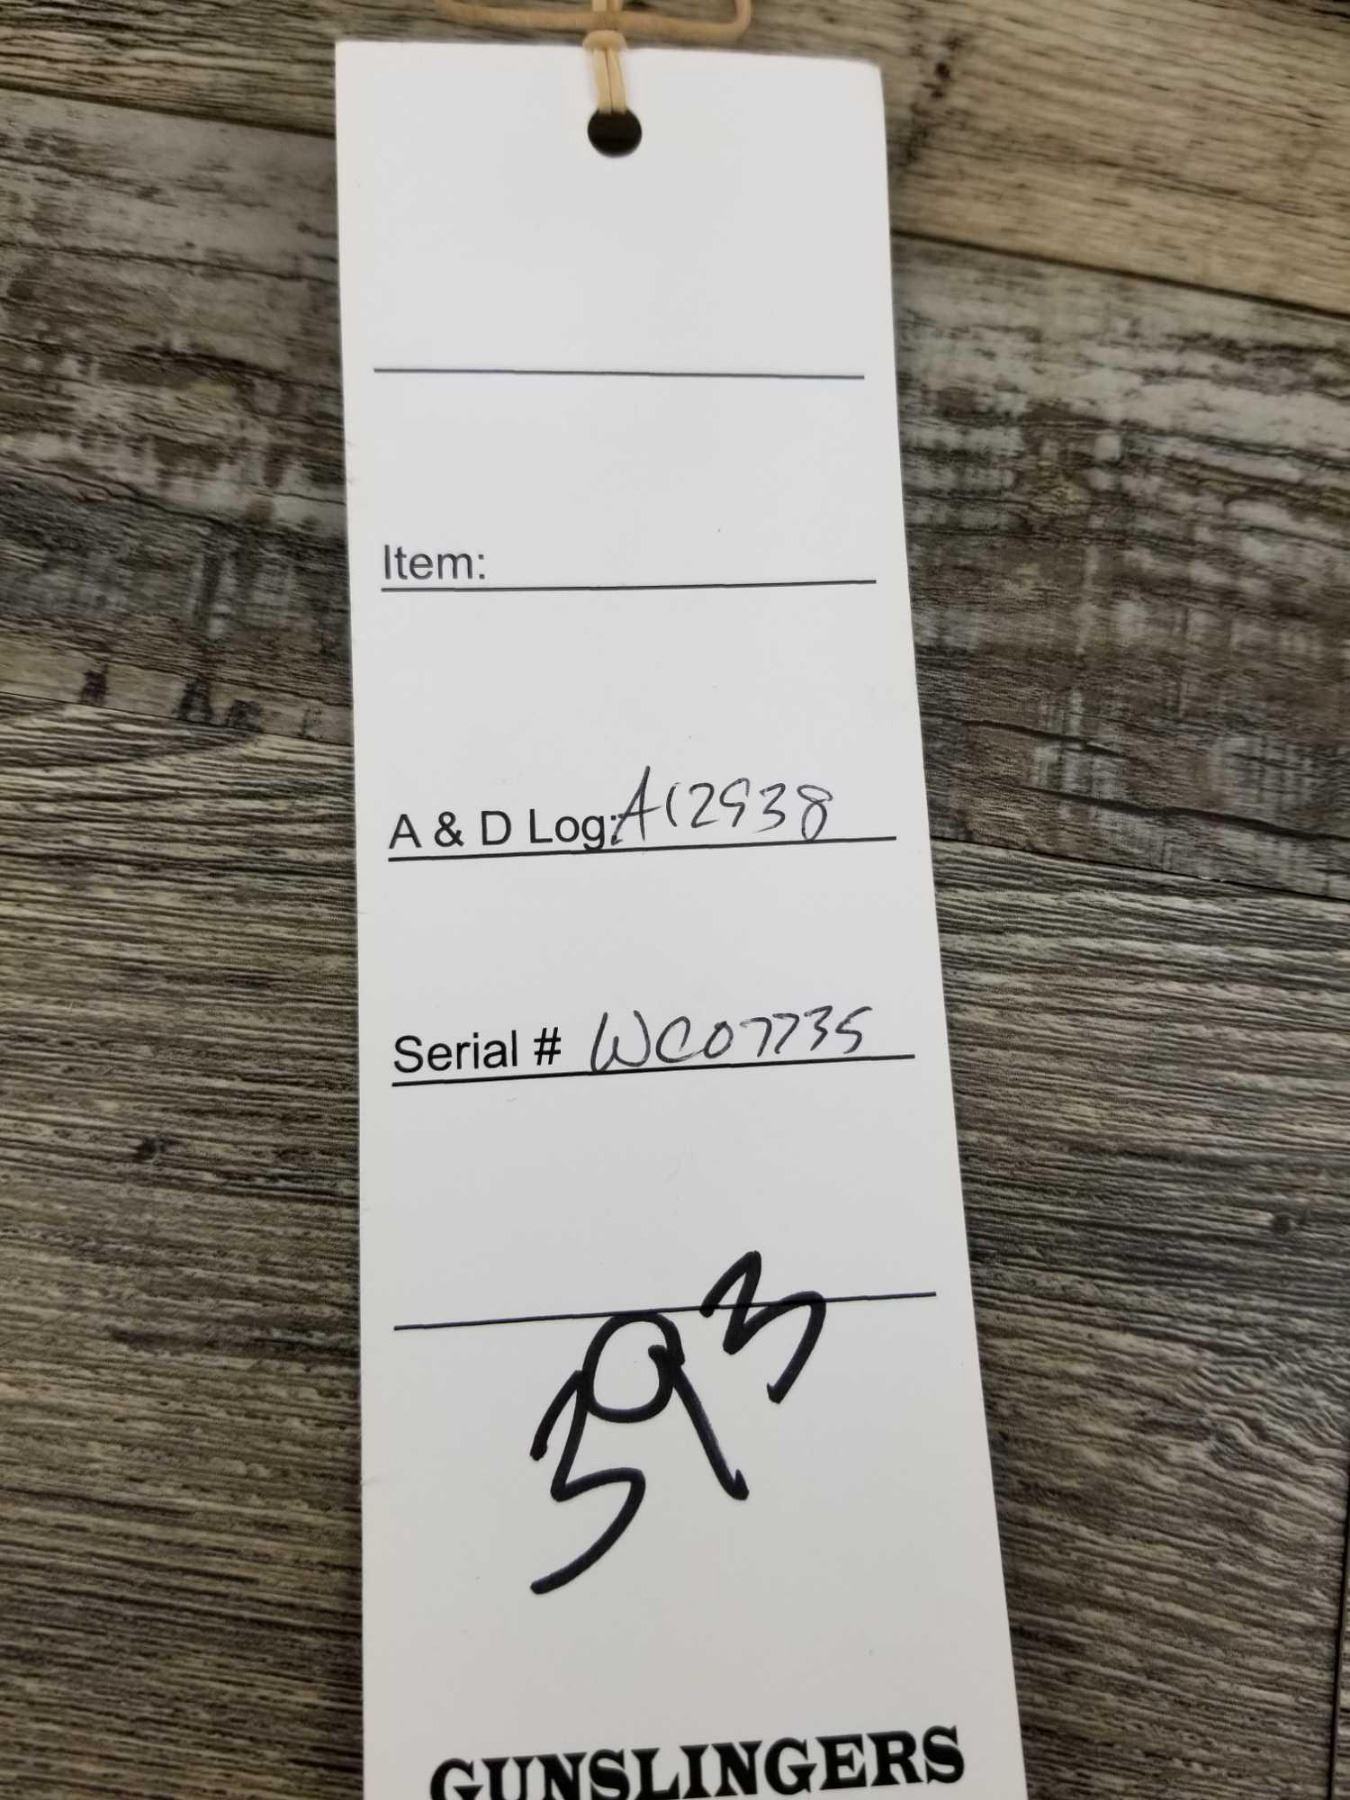 Item:
A & D Log: A12938
Serial # WC07735
393
GUNSLINGERS